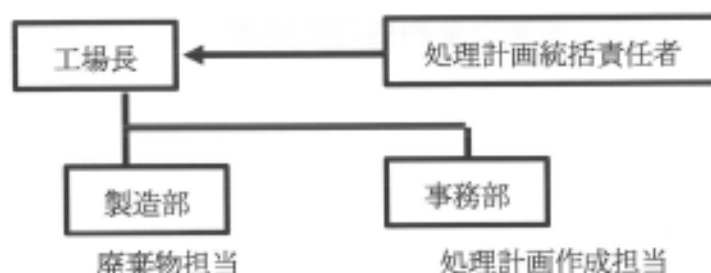 工場長
処理計画統括責任者
製造部
事務部
廃棄物担当
処理計画作成担当